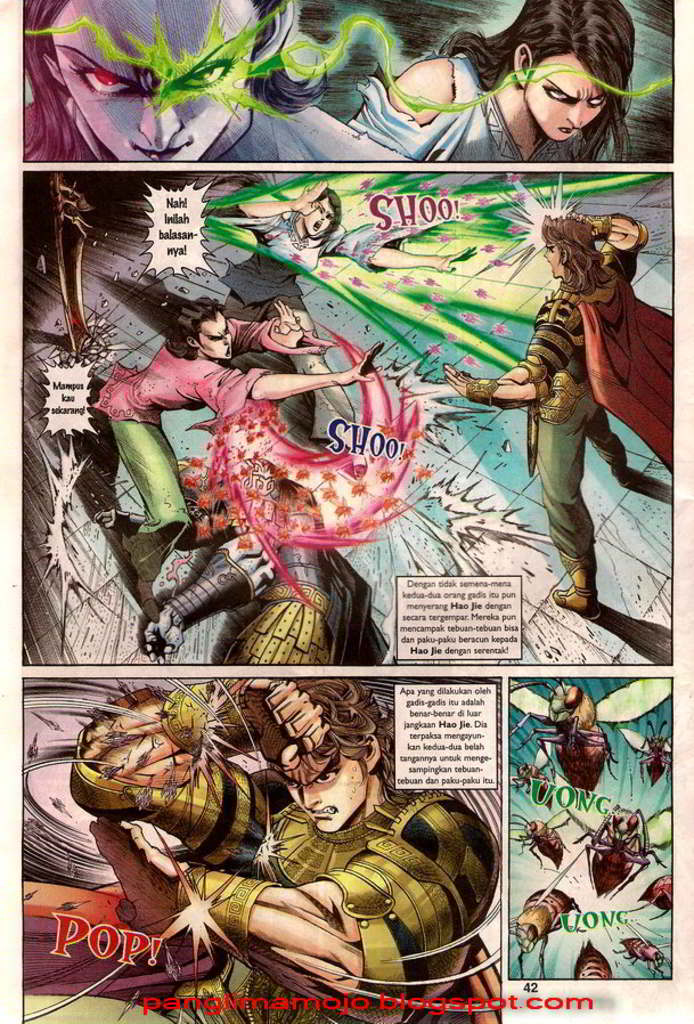 Nah!
Inilah
balasan-
nya!
SHOO!
Mampus
kau
sekarang!
SHOO!
Dengan tidak semena-mena
kedua-dua orang gadis itu pun
menyerang Hao Jie dengan
secara tergempar. Mereka pun
mencampak tebuan-tebuan bisa
dan paku-paku beracun kepada
Hao Jie dengan serentak!
Apa yang dilakukan oleh
gadis-gadis itu adalah
benar-benar di luar
jangkaan Hao Jie. Dia
terpaksa mengayun-
kan kedua-dua belah
tangannya untuk menge-
sampingkan tebuan-
tebuan dan paku-paku itu.
POP!
UONG
UONG...
42
panglimamojo.blogspot.com